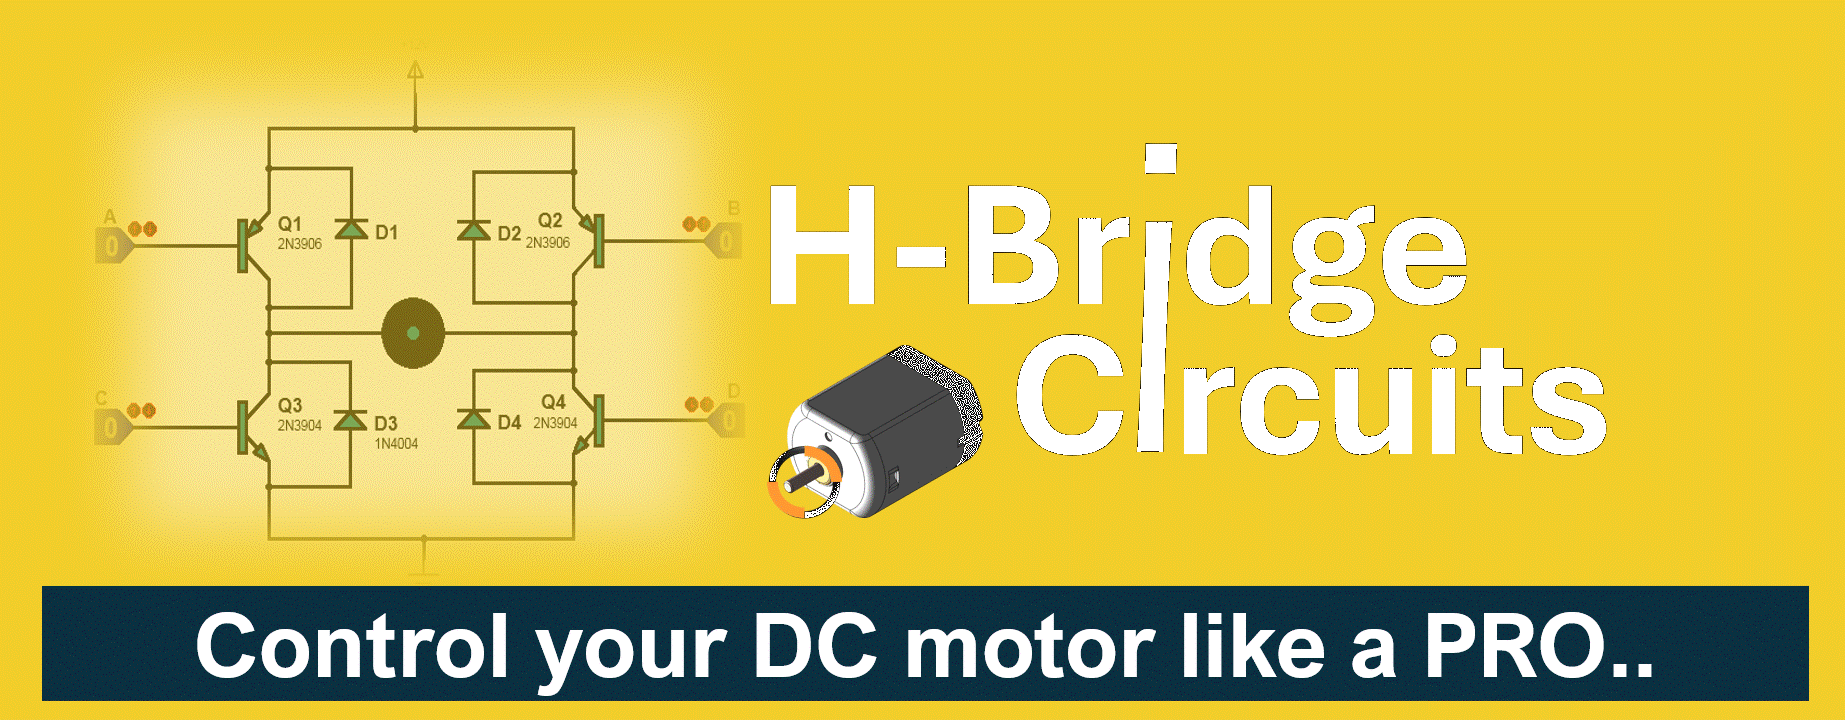 A
0
Q1
2N3906
D1
D2
Q2
2N3906
B
0
C
0
Q3
2N3904
D3
1N4004
D4
Q4
2N3904
D
0
H-Bridge
Circuits
Control your DC motor like a PRO..